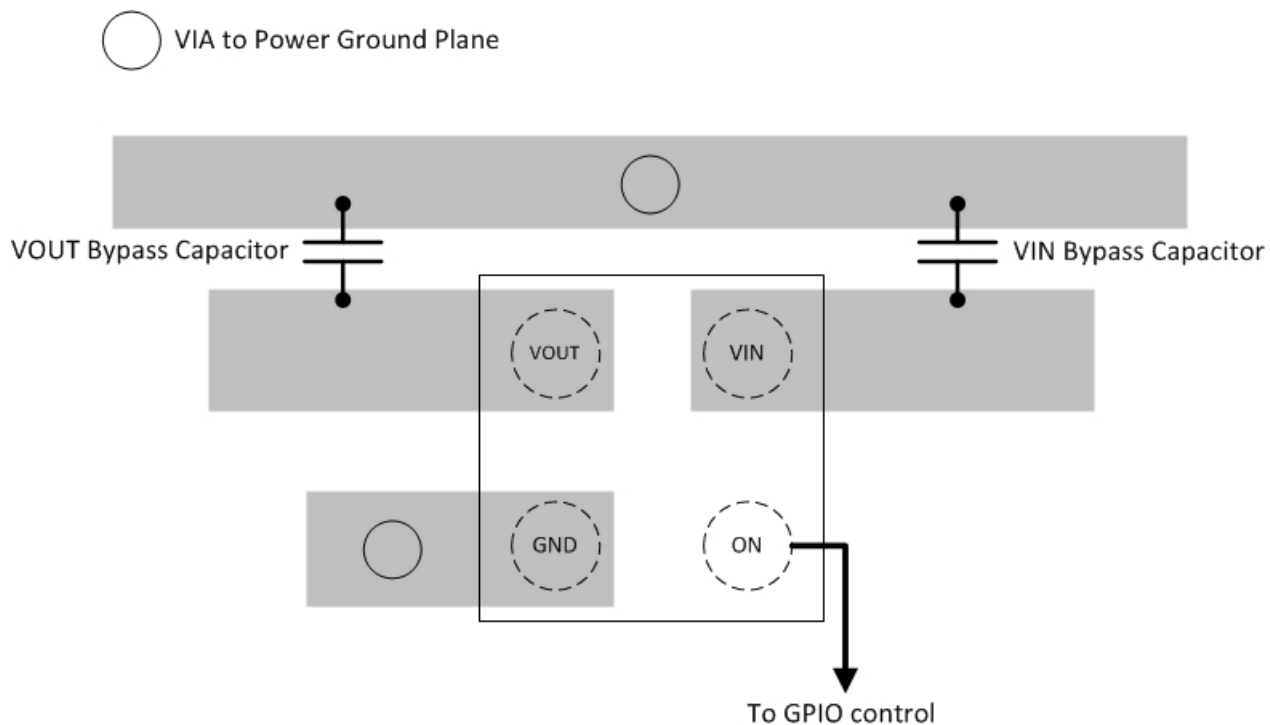 VIA to Power Ground Plane
VOUT Bypass Capacitor
VIN Bypass Capacitor
VOUT
VIN
GND
ON
To GPIO control